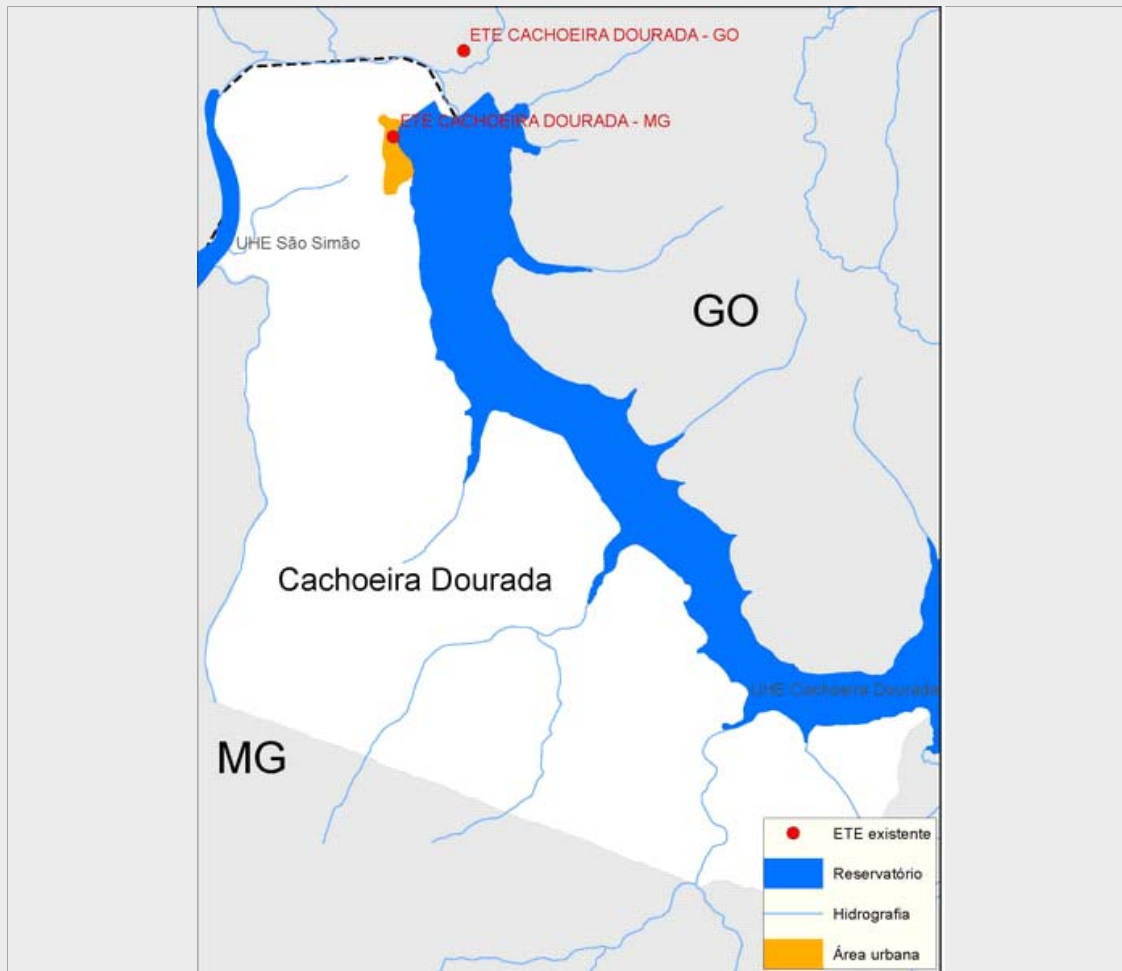 ETE CACHOEIRA DOURADA - GO
ETE CACHOEIRA DOURADA - MG
UHE São Simão
GO
Cachoeira Dourada
UHE Cachoeira Dourada
MG
ETE existente
Reservatório
Hidrografia
Área urbana